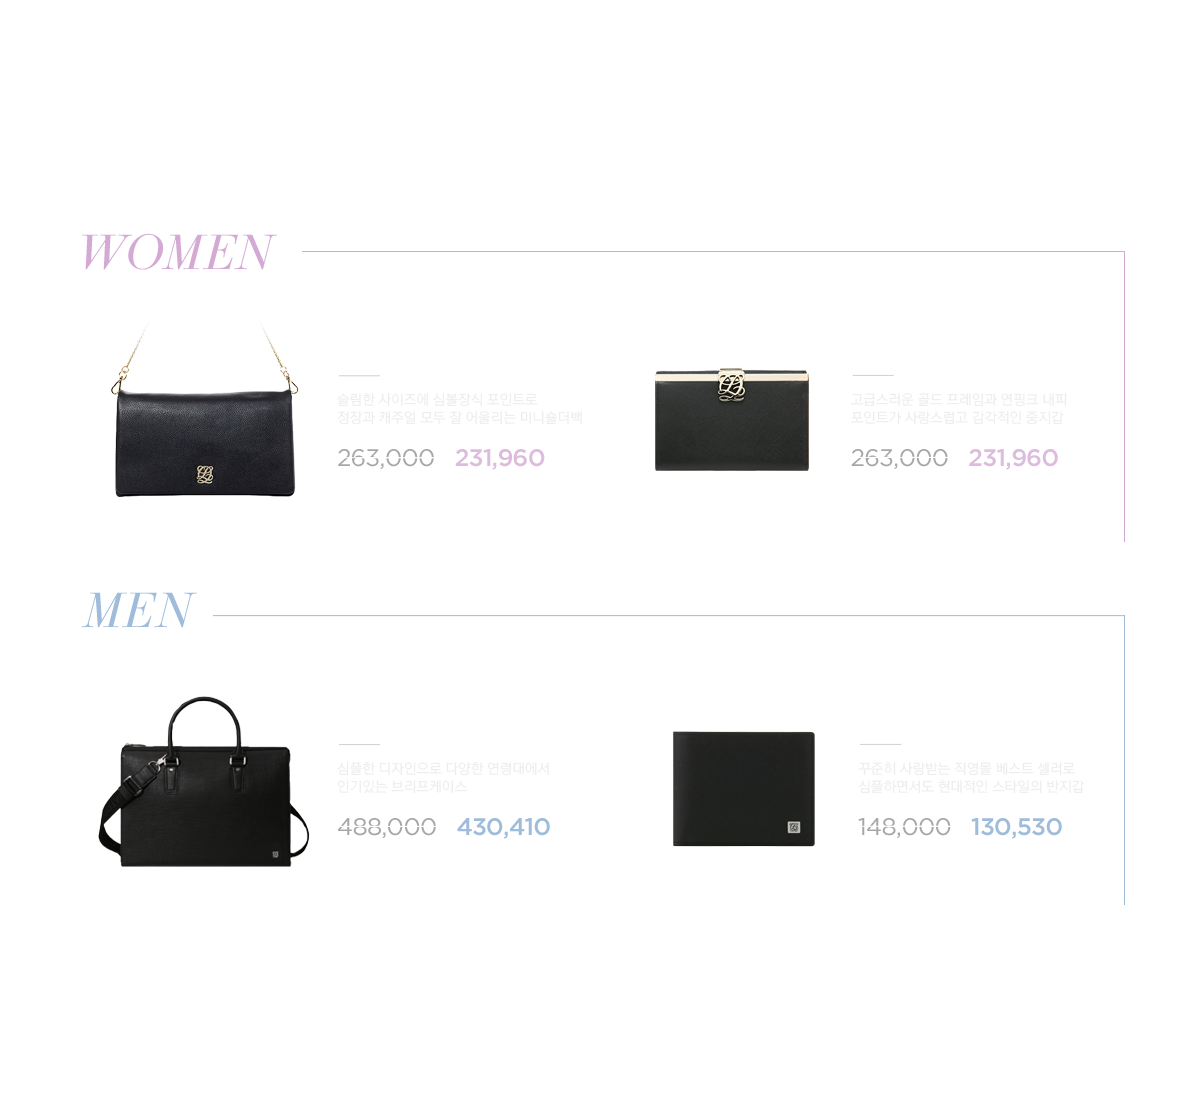 WOMEN
슬림한 사이즈에 심볼장식 포인트로
정장과 캐주얼 모두 잘 어울리는 미니숄더백
263,000 231,960
고급스러운 골드 프레임과 연핑크 내피
포인트가 사랑스럽고 감각적인 중지갑
263,000 231,960
MEN
심플한 디자인으로 다양한 연령대에서
인기있는 브리프케이스
488,000 430,410
꾸준히 사랑받는 직영몰 베스트 셀러로
심플하면서도 현대적인 스타일의 반지갑
148,000 130,530